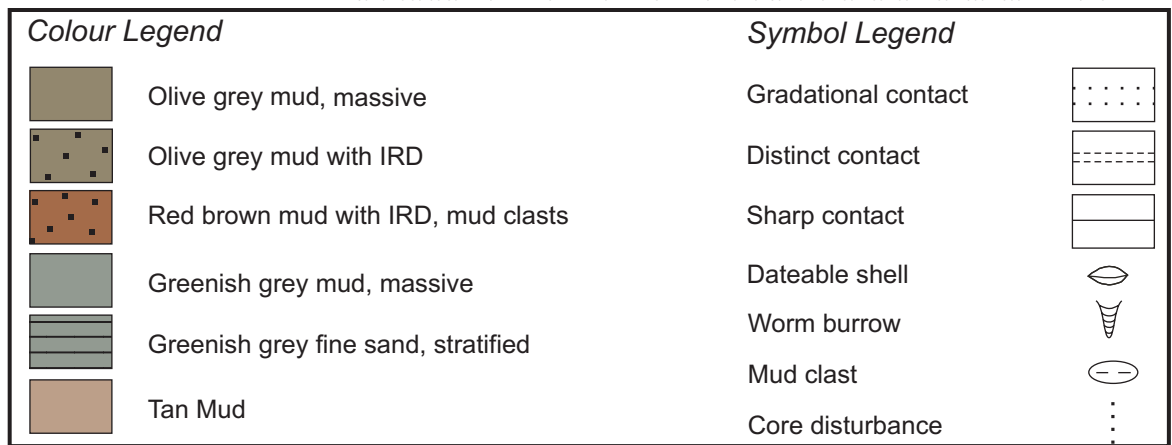 Colour Legend
Olive grey mud, massive
Olive grey mud with IRD
Red brown mud with IRD, mud clasts
Greenish grey mud, massive
Greenish grey fine sand, stratified
Tan Mud
Symbol Legend
Gradational contact
Distinct contact
Sharp contact
Dateable shell
Worm burrow
Mud clast
Core disturbance